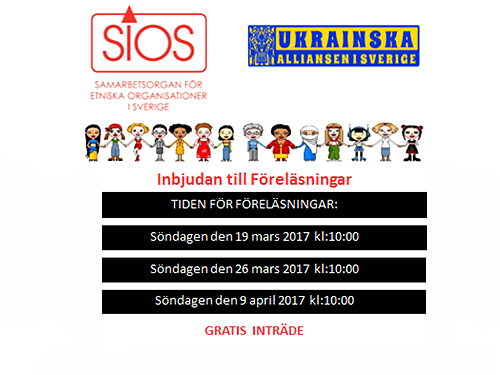 SIOS
SAMARBETSORGAN FÖR
ETNISKA ORGANISATIONER
I SVERIGE
UKRAINSKA
ALLIANSEN I SVERIGE
Inbjudan till Föreläsningar
TIDEN FÖR FÖRELÄSNINGAR:
Söndagen den 19 mars 2017 kl:10:00
Söndagen den 26 mars 2017 kl:10:00
Söndagen den 9 april 2017 kl:10:00
GRATIS INTRÄDE